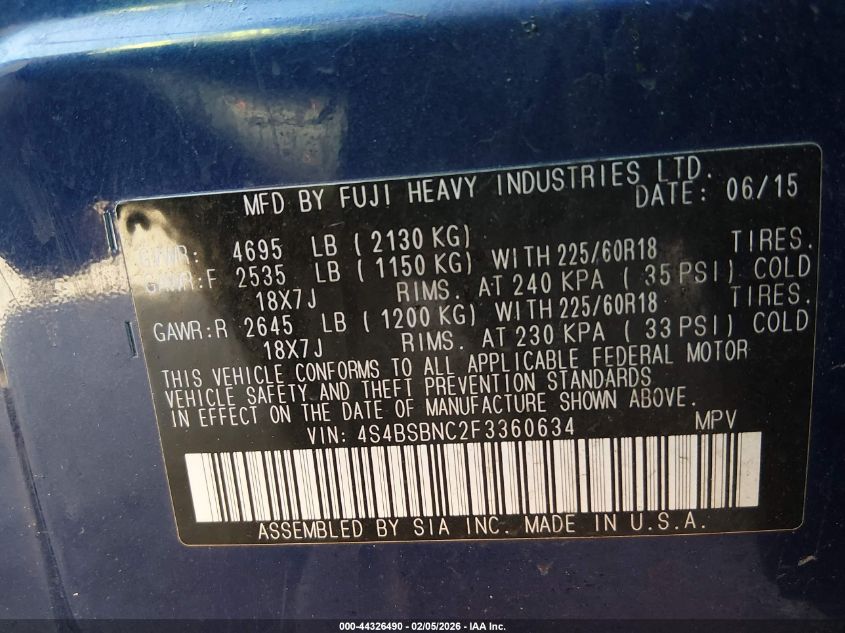 MFD BY FUJI HEAVY INDUSTRIES LTD.
DATE: 06/15
GVWR: 4695 LB ( 2130 KG)
GAWR:F 2535 LB ( 1150 KG) WITH 225/60R18 TIRES.
18X7J RIMS. AT 240 KPA ( 35 PSI) COLD
GAWR:R 2645 LB ( 1200 KG) WITH 225/60R18 TIRES.
18X7J RIMS. AT 230 KPA ( 33 PSI) COLD
THIS VEHICLE CONFORMS TO ALL APPLICABLE FEDERAL MOTOR
VEHICLE SAFETY AND THEFT PREVENTION STANDARDS
IN EFFECT ON THE DATE OF MANUFACTURE SHOWN ABOVE.
VIN: 4S4BSBNC2F3360634 MPV
ASSEMBLED BY SIA INC. MADE IN U.S.A.
000-44326490 - 02/05/2026 - IAA Inc.